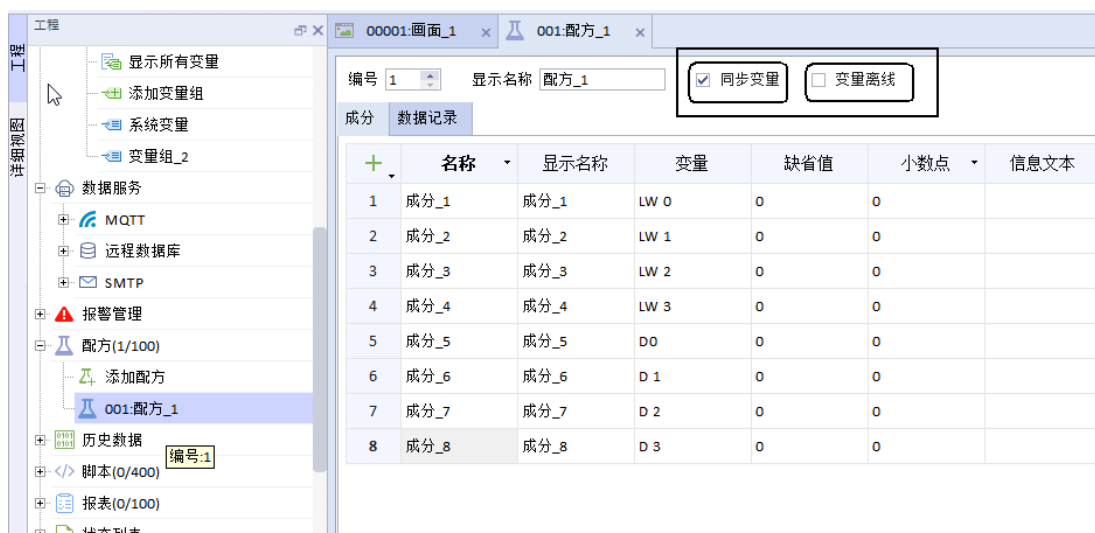 工程
工程
详细视图
显示所有变量
添加变量组
系统变量
变量组_2
数据服务
MQTT
远程数据库
SMTP
报警管理
配方(1/100)
添加配方
001:配方_1
历史数据
编号:1
脚本(0/400)
报表(0/100)
00001:画面_1 001:配方_1
编号 1 显示名称 配方_1 同步变量 变量离线
成分 数据记录
名称 显示名称 变量 缺省值 小数点 信息文本
1 成分_1 成分_1 LW 0 0 0
2 成分_2 成分_2 LW 1 0 0
3 成分_3 成分_3 LW 2 0 0
4 成分_4 成分_4 LW 3 0 0
5 成分_5 成分_5 D0 0 0
6 成分_6 成分_6 D 1 0 0
7 成分_7 成分_7 D 2 0 0
8 成分_8 成分_8 D 3 0 0